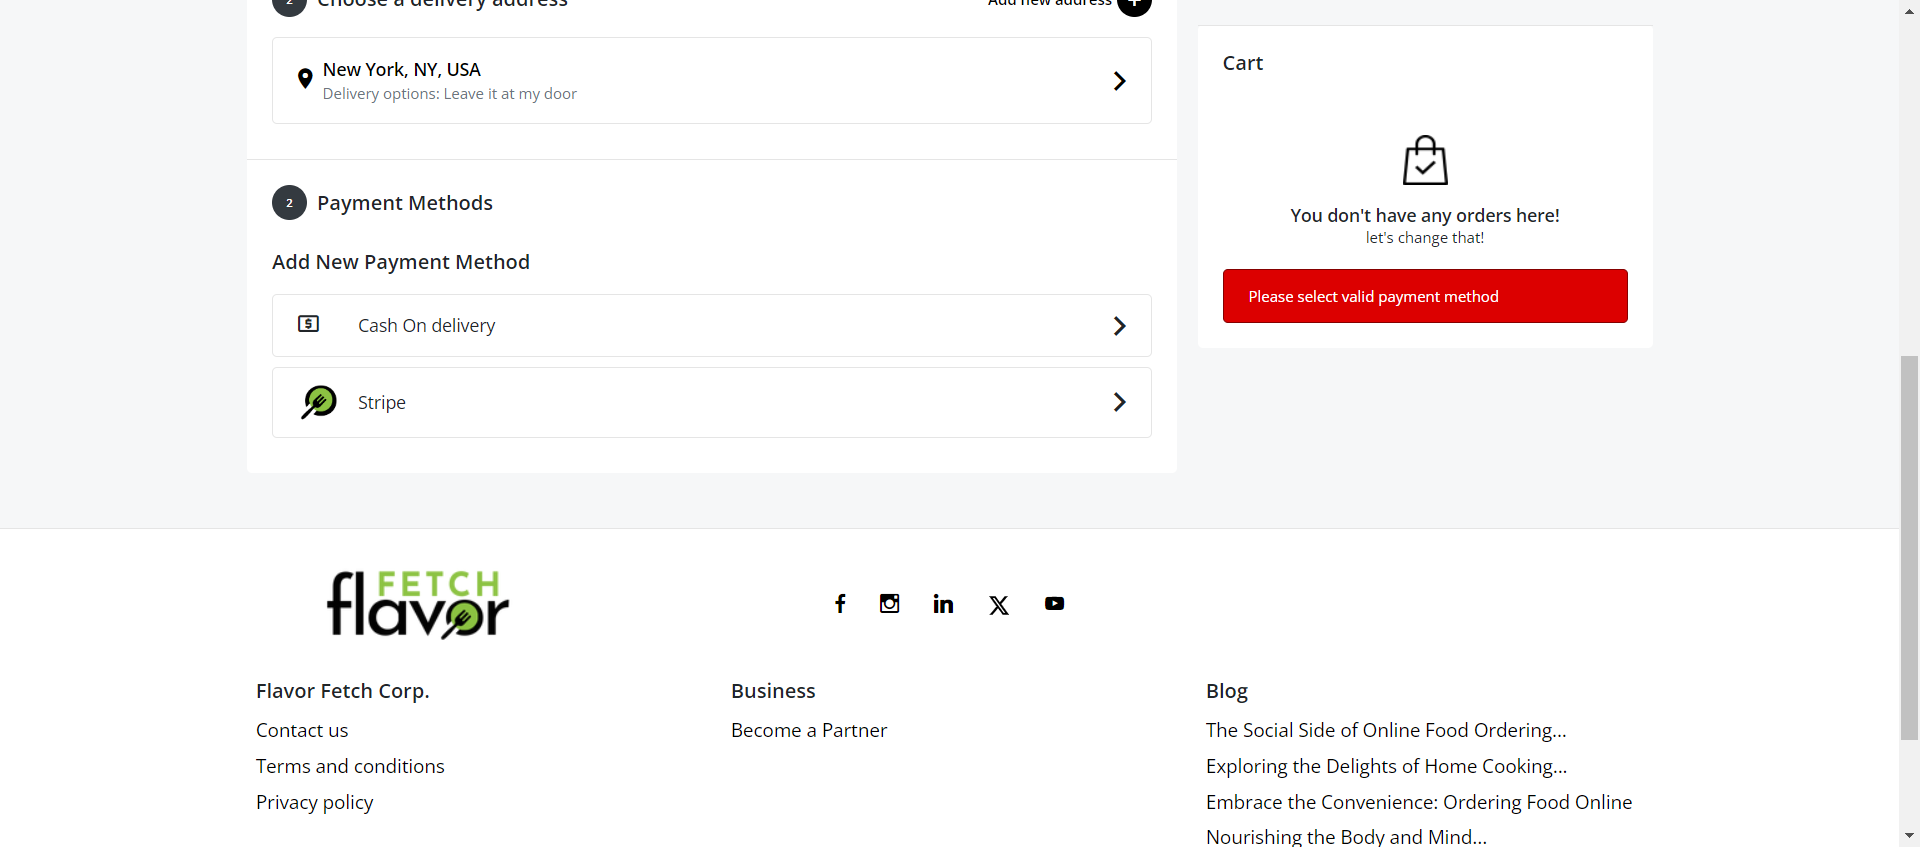 2 Choose a delivery address
Add new address
New York, NY, USA
Delivery options: Leave it at my door
2 Payment Methods
Add New Payment Method
Cash On delivery
Stripe
Cart
You don't have any orders here!
let's change that!
Please select valid payment method
FETCH
flavor
Flavor Fetch Corp.
Contact us
Terms and conditions
Privacy policy
Business
Become a Partner
Blog
The Social Side of Online Food Ordering...
Exploring the Delights of Home Cooking...
Embrace the Convenience: Ordering Food Online
Nourishing the Body and Mind...